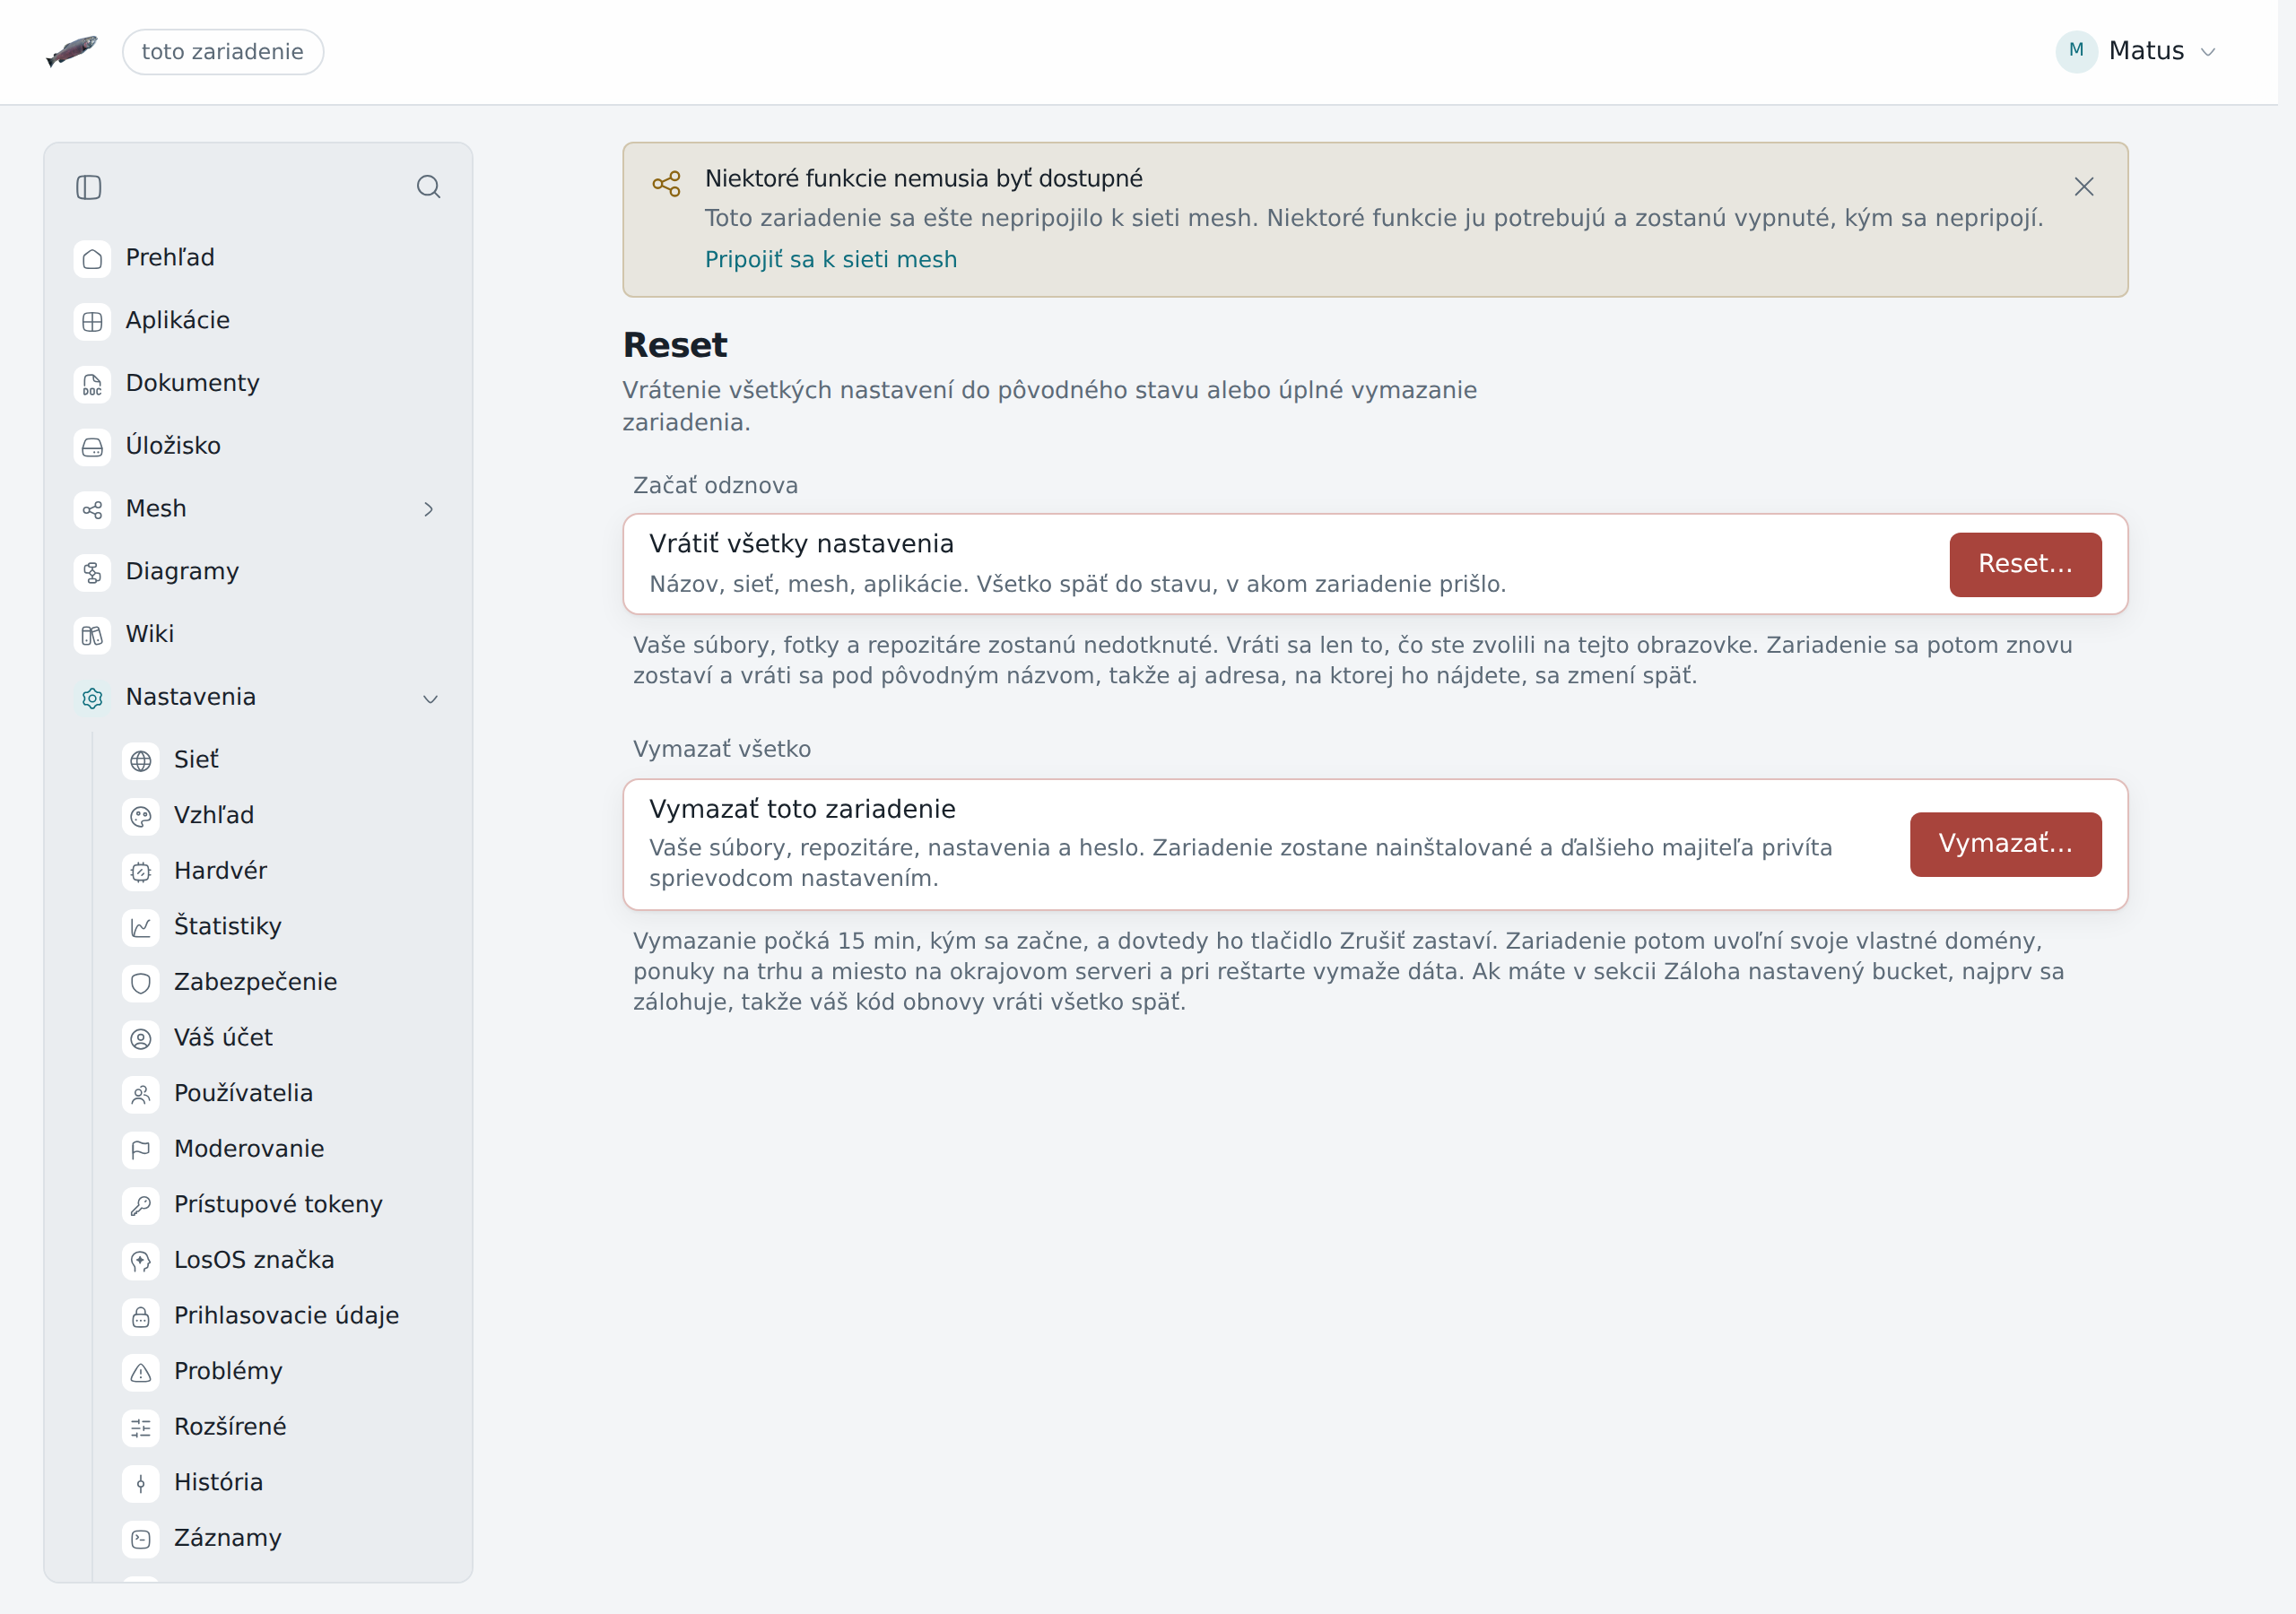 toto zariadenie
M
Matus
Prehľad
Aplikácie
DOC
Dokumenty
Úložisko
Mesh
Diagramy
Wiki
Nastavenia
Sieť
Vzhľad
Hardvér
Štatistiky
Zabezpečenie
Váš účet
Používatelia
Moderovanie
Prístupové tokeny
LosOS značka
Prihlasovacie údaje
Problémy
Rozšírené
História
Záznamy
Niektoré funkcie nemusia byť dostupné
Toto zariadenie sa ešte nepripojilo k sieti mesh. Niektoré funkcie ju potrebujú a zostanú vypnuté, kým sa nepripojí.
Pripojiť sa k sieti mesh
Reset
Vrátenie všetkých nastavení do pôvodného stavu alebo úplné vymazanie
zariadenia.
Začať odznova
Vrátiť všetky nastavenia
Názov, sieť, mesh, aplikácie. Všetko späť do stavu, v akom zariadenie prišlo.
Reset...
Vaše súbory, fotky a repozitáre zostanú nedotknuté. Vráti sa len to, čo ste zvolili na tejto obrazovke. Zariadenie sa potom znovu
zostaví a vráti sa pod pôvodným názvom, takže aj adresa, na ktorej ho nájdete, sa zmení späť.
Vymazať všetko
Vymazať toto zariadenie
Vaše súbory, repozitáre, nastavenia a heslo. Zariadenie zostane nainštalované a ďalšieho majiteľa privíta
sprievodcom nastavením.
Vymazať...
Vymazanie počká 15 min, kým sa začne, a dovtedy ho tlačidlo Zrušiť zastaví. Zariadenie potom uvoľní svoje vlastné domény,
ponuky na trhu a miesto na okrajovom serveri a pri reštarte vymaže dáta. Ak máte v sekcii Záloha nastavený bucket, najprv sa
zálohuje, takže váš kód obnovy vráti všetko späť.